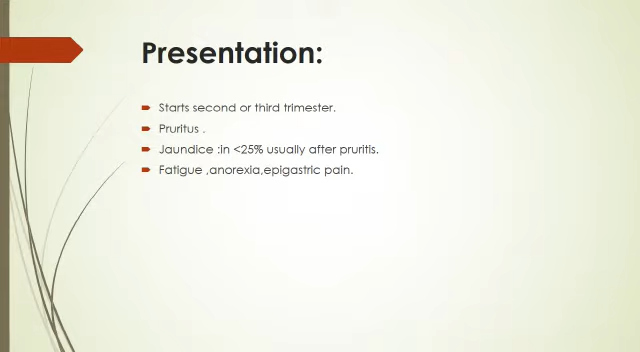 Presentation:
Starts second or third trimester.
Pruritus .
Jaundice :in <25% usually after pruritis.
Fatigue ,anorexia,epigastric pain.